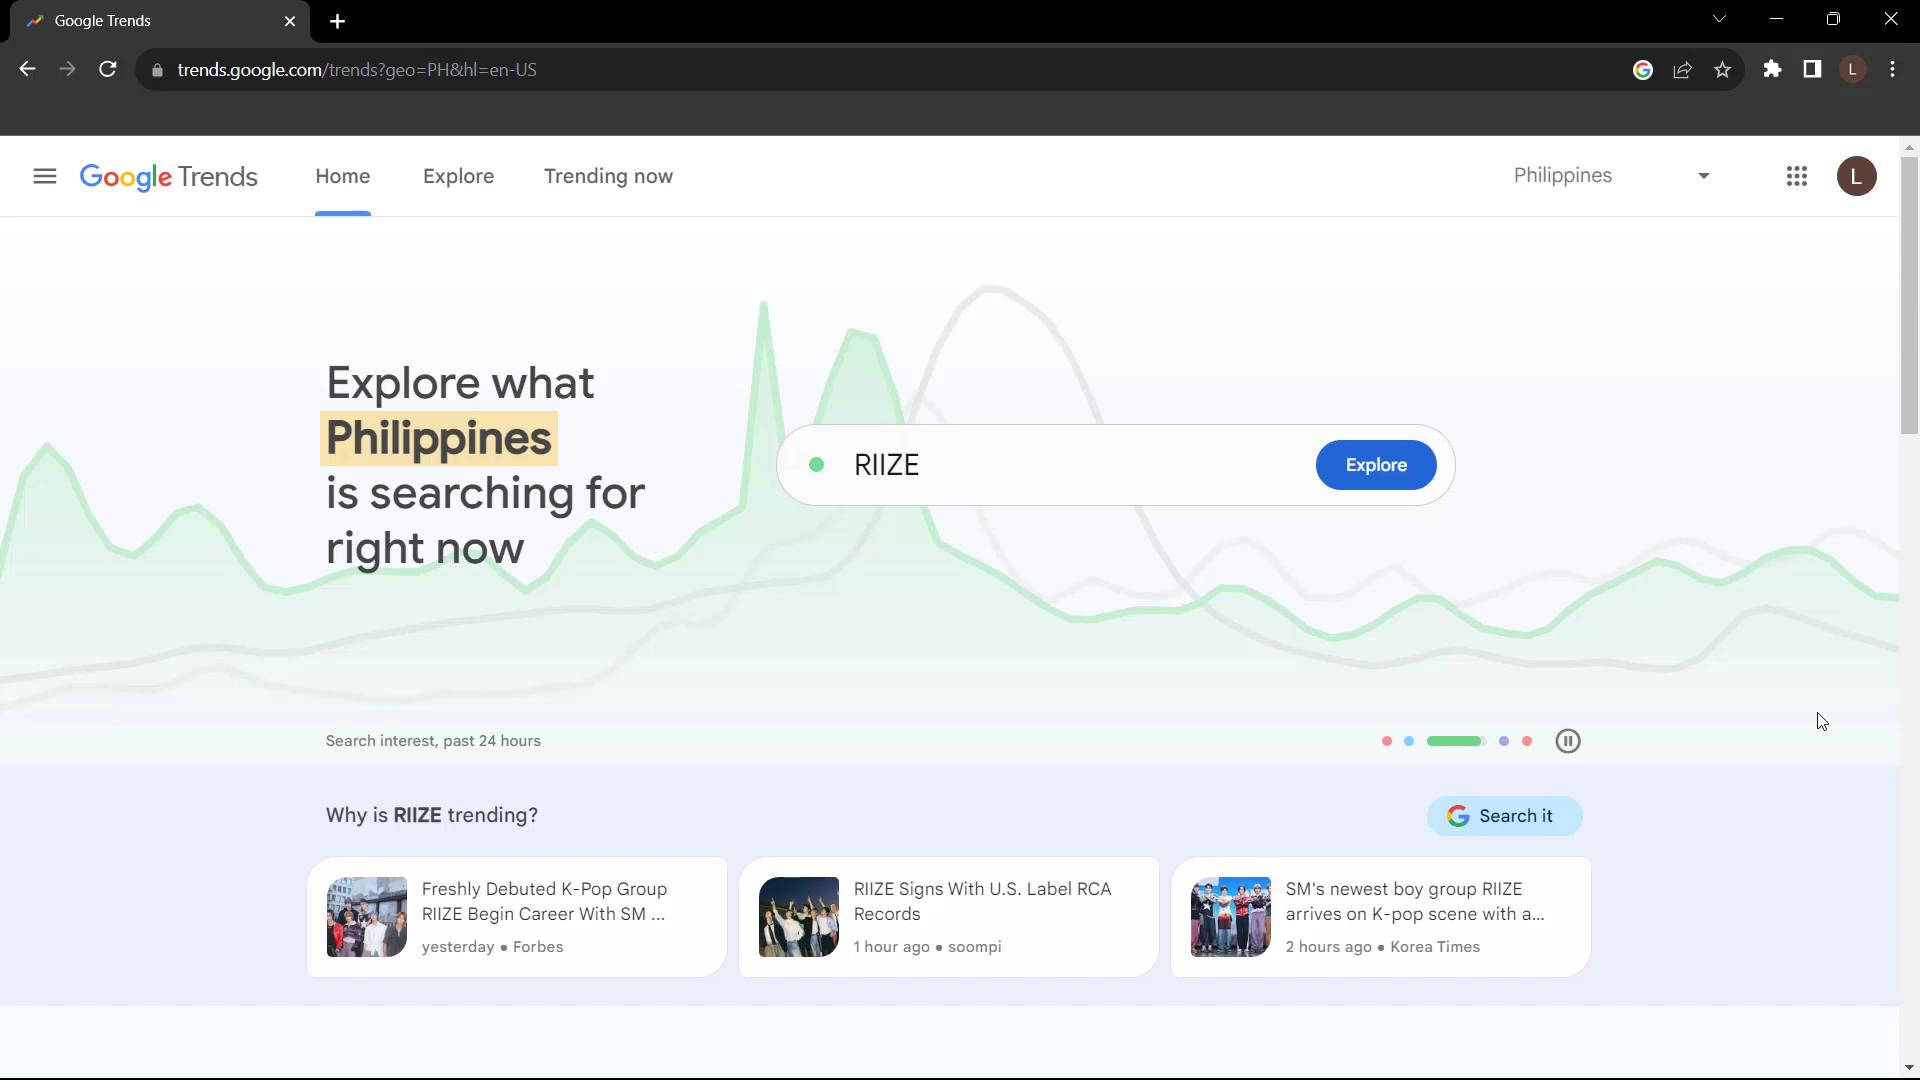 Google Trends
trends.google.com/trends?geo=PH&hl=en-US
L
Google Trends
Home
Explore
Trending now
Philippines
L
Explore what
Philippines
is searching for
right now
RIIZE
Explore
Search interest, past 24 hours
Why is RIIZE trending?
Search it
Freshly Debuted K-Pop Group
RIIZE Begin Career With SM ...
yesterday • Forbes
RIIZE Signs With U.S. Label RCA
Records
1 hour ago • soompi
SM's newest boy group RIIZE
arrives on K-pop scene with a...
2 hours ago • Korea Times